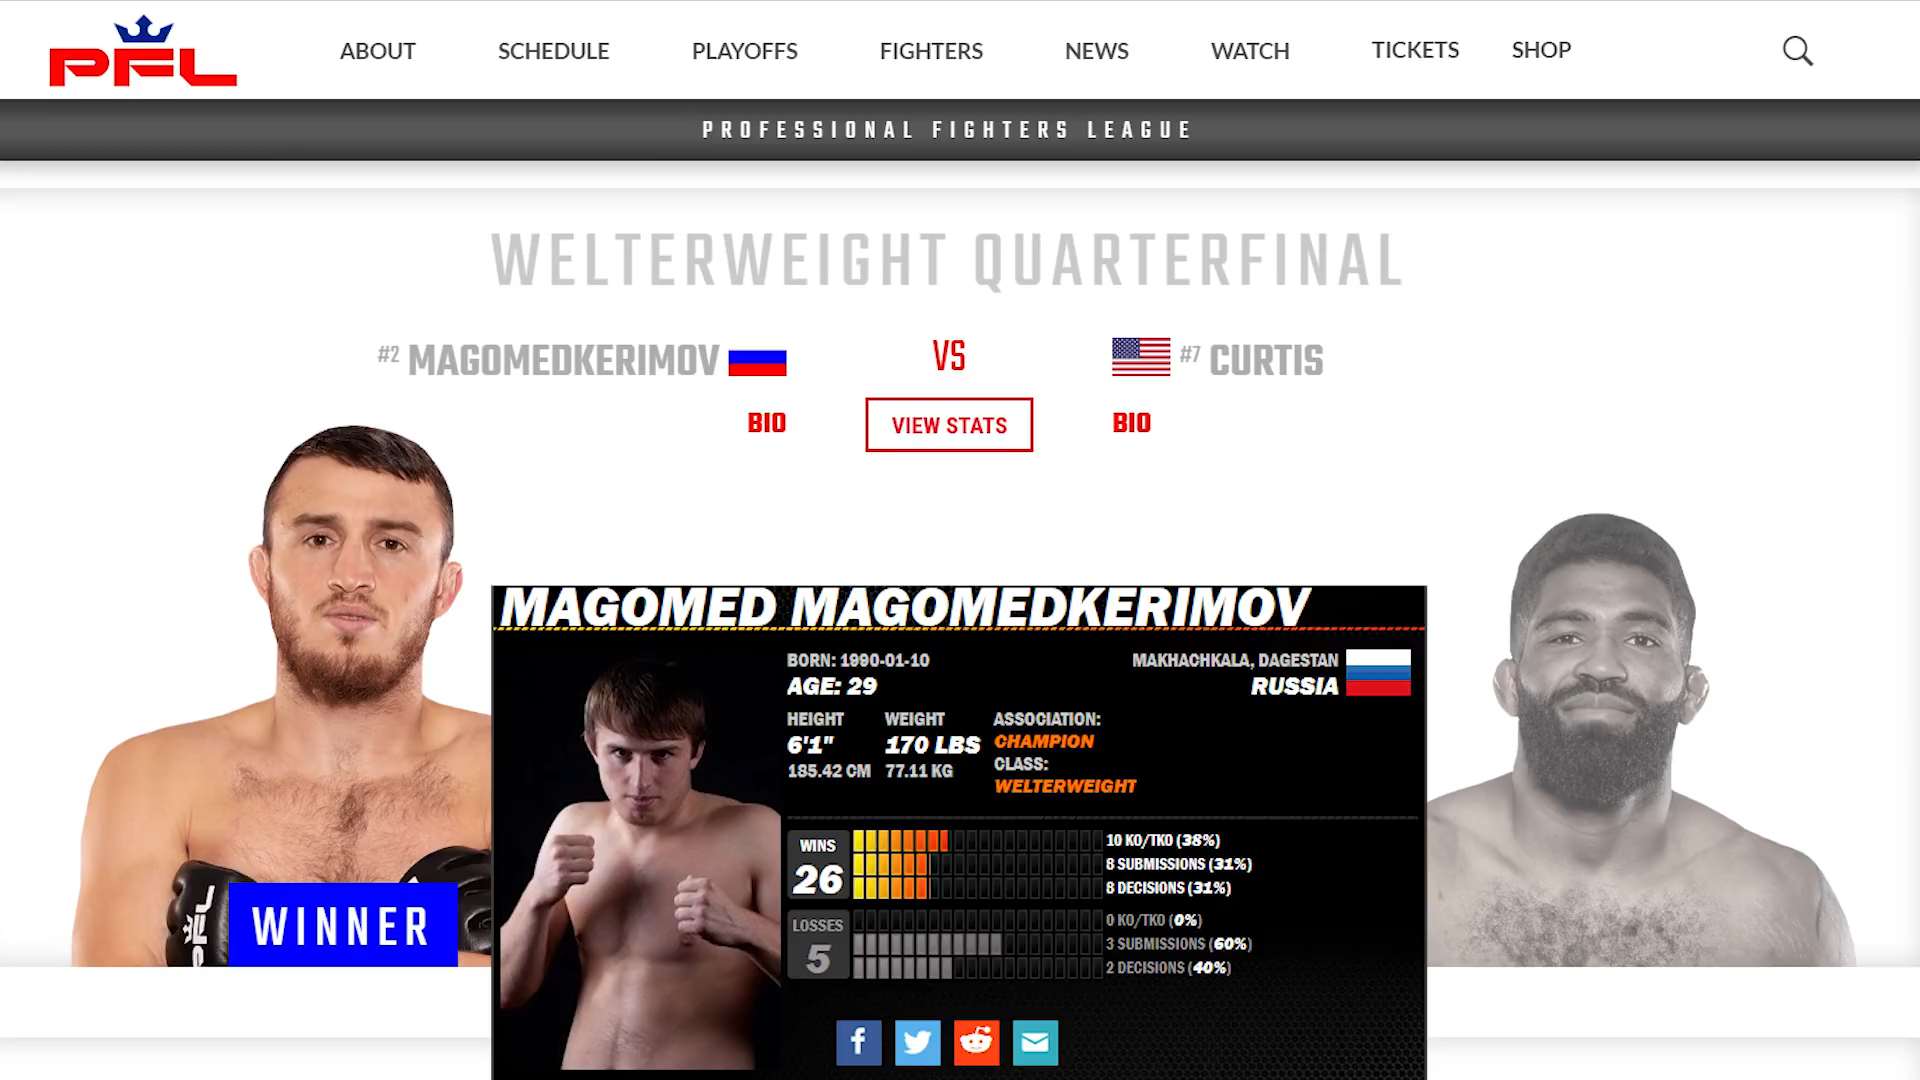 PFL
ABOUT SCHEDULE PLAYOFFS FIGHTERS NEWS WATCH TICKETS SHOP
PROFESSIONAL FIGHTERS LEAGUE
WELTERWEIGHT QUARTERFINAL
#2 MAGOMEDKERIMOV VS #7 CURTIS
BIO VIEW STATS BIO
PFL
WINNER
MAGOMED MAGOMEDKERIMOV
BORN: 1990-01-10
AGE: 29
MAKHACHKALA, DAGESTAN
RUSSIA
HEIGHT
6'1"
185.42 CM
WEIGHT
170 LBS
77.11 KG
ASSOCIATION:
CHAMPION
CLASS:
WELTERWEIGHT
WINS
26
10 KO/TKO (38%)
8 SUBMISSIONS (31%)
8 DECISIONS (31%)
LOSSES
5
0 KO/TKO (0%)
3 SUBMISSIONS (60%)
2 DECISIONS (40%)